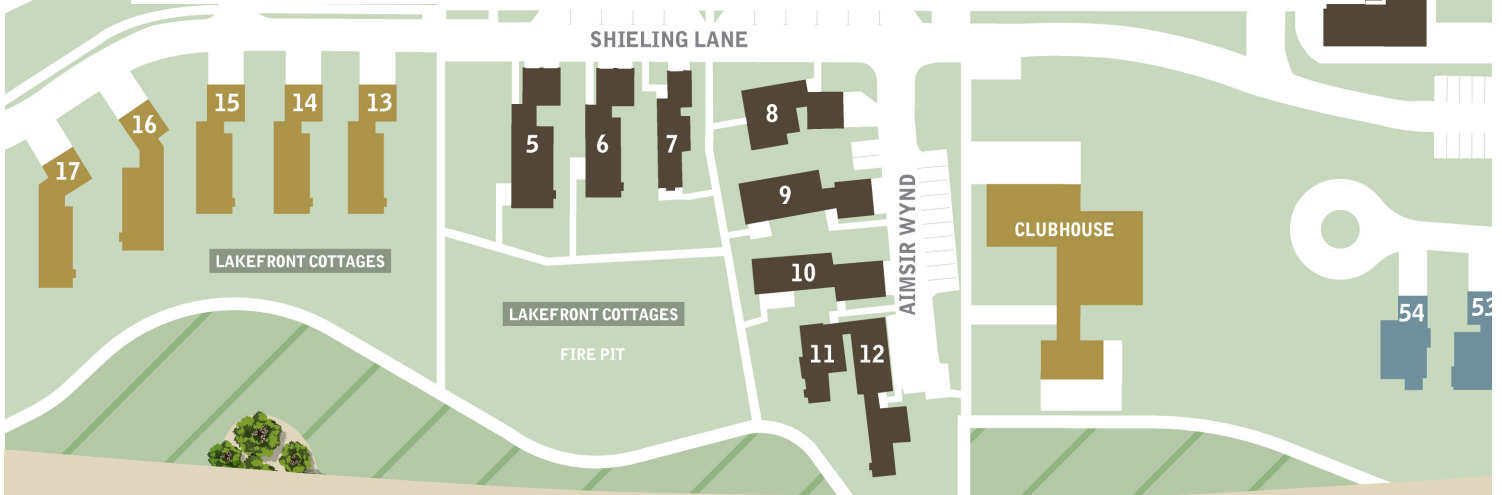 SHIELING LANE
15
14
13
16
17
5
6
7
8
9
10
11
12
AIMSIR WYND
CLUBHOUSE
LAKEFRONT COTTAGES
LAKEFRONT COTTAGES
FIRE PIT
54
53